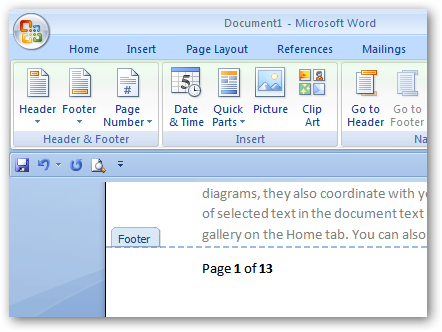 Document1 - Microsoft Word
Home Insert Page Layout References Mailings
Header Footer Page Number Date & Time Quick Parts Picture Clip Art Go to Header Go to Footer
Header & Footer Insert Na
diagrams, they also coordinate with yo
of selected text in the document text
gallery on the Home tab. You can also
Footer
Page 1 of 13